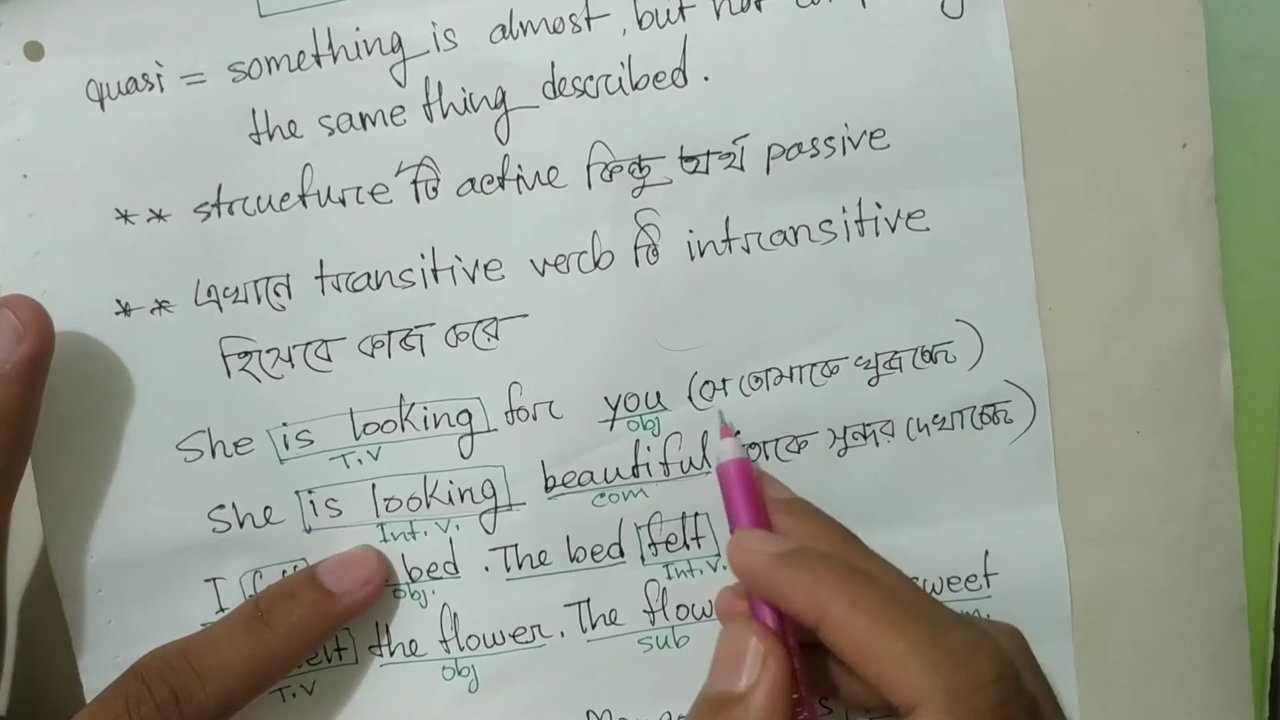 something is almost, but not
quasi = the same thing described.
** structure টি active কিন্তু অর্থ passive
** এখানে transitive verb টি intransitive
হিসেবে কাজ করে
She is looking for you (সে তোমাকে খুজছে)
T.V obj
She is looking beautiful তাকে সুন্দর দেখাচ্ছে)
Int. V. com
I bed. The bed felt
obj. Int. V.
the flower. The sweet
T.V obj sub